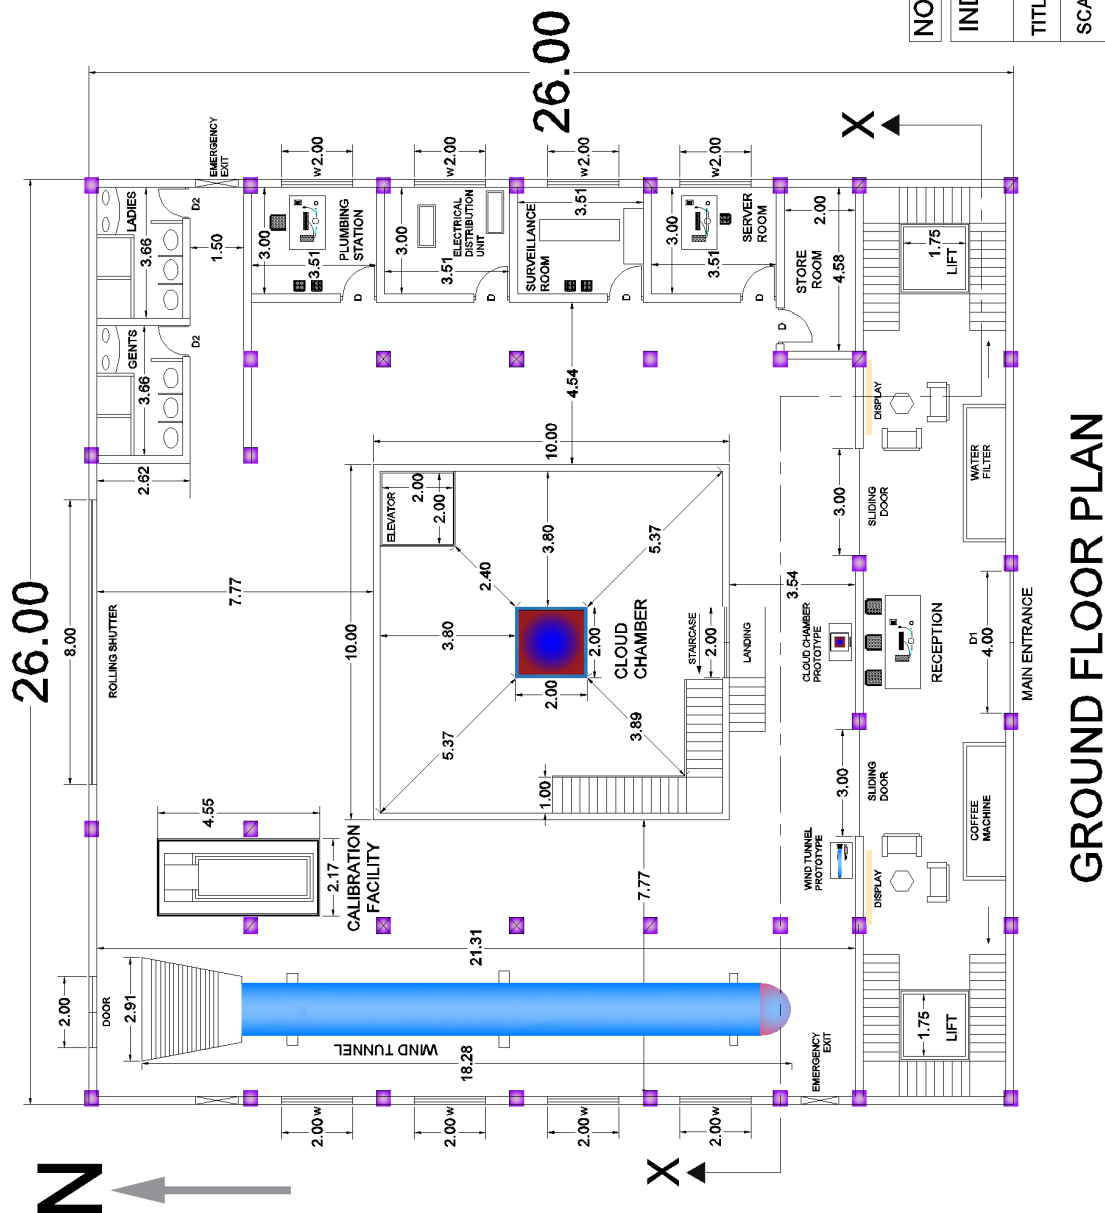 N
26.00
26.00
8.00
ROLLING SHUTTER
2.00
DOOR
2.91
WIND TUNNEL
18.28
21.31
4.55
2.17
CALIBRATION
FACILITY
7.77
7.77
GENTS
3.66
D2
2.62
LADIES
3.66
D2
1.50
EMERGENCY
EXIT
W2.00
3.00
3.51
PLUMBING
STATION
D
W2.00
3.00
3.51
ELECTRICAL
DISTRIBUTION
UNIT
D
W2.00
3.51
SURVEILLANCE
ROOM
D
W2.00
3.00
3.51
SERVER
ROOM
D
2.00
STORE
ROOM
4.58
D
4.54
10.00
10.00
ELEVATOR
2.00
2.00
2.40
3.80
3.80
5.37
5.37
3.89
2.00
2.00
CLOUD
CHAMBER
1.00
STAIRCASE
2.00
LANDING
3.54
2.00W
2.00W
2.00W
2.00W
EMERGENCY
EXIT
X
X
WIND TUNNEL
PROTOTYPE
CLOUD CHAMBER
PROTOTYPE
3.00
SLIDING
DOOR
3.00
SLIDING
DOOR
DISPLAY
DISPLAY
1.75
LIFT
1.75
LIFT
COFFEE
MACHINE
WATER
FILTER
RECEPTION
D1
4.00
MAIN ENTRANCE
GROUND FLOOR PLAN
NO
IND
TITL
SCA